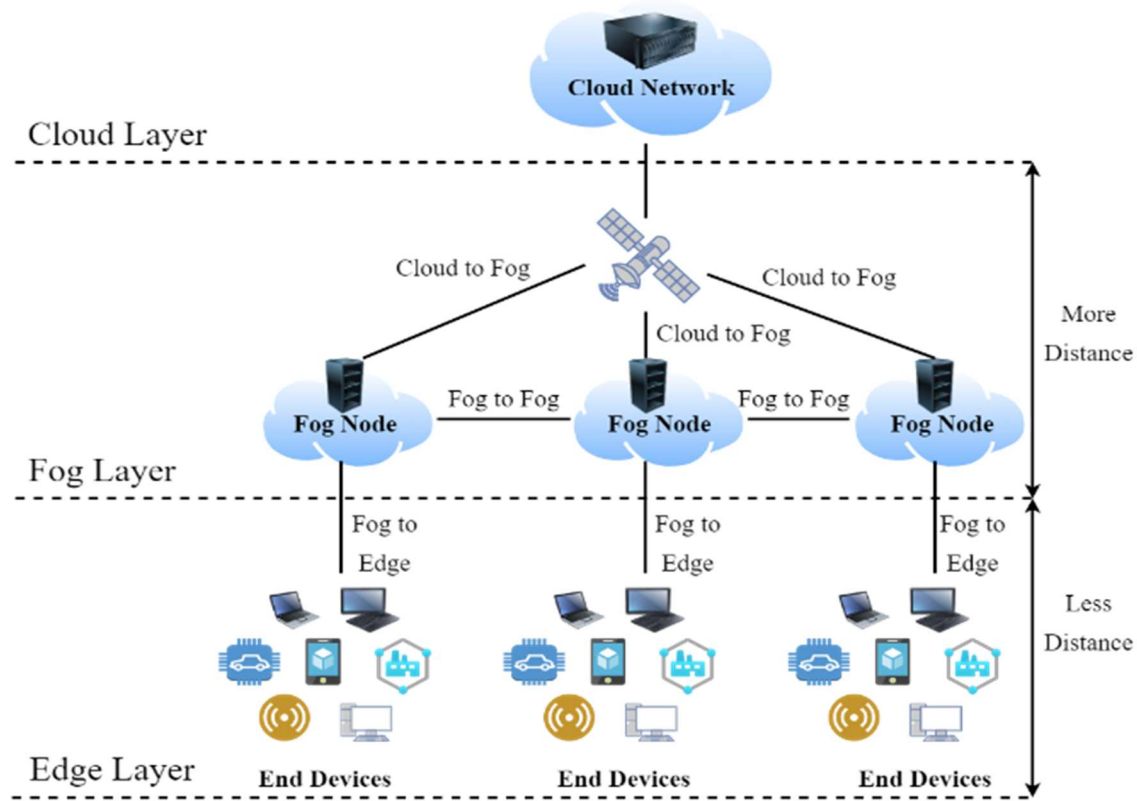 Cloud Network
Cloud Layer
Cloud to Fog
Cloud to Fog
Cloud to Fog
More
Distance
Fog to Fog
Fog to Fog
Fog Node
Fog Node
Fog Node
Fog Layer
Fog to
Edge
Fog to
Edge
Fog to
Edge
Less
Distance
Edge Layer
End Devices
End Devices
End Devices